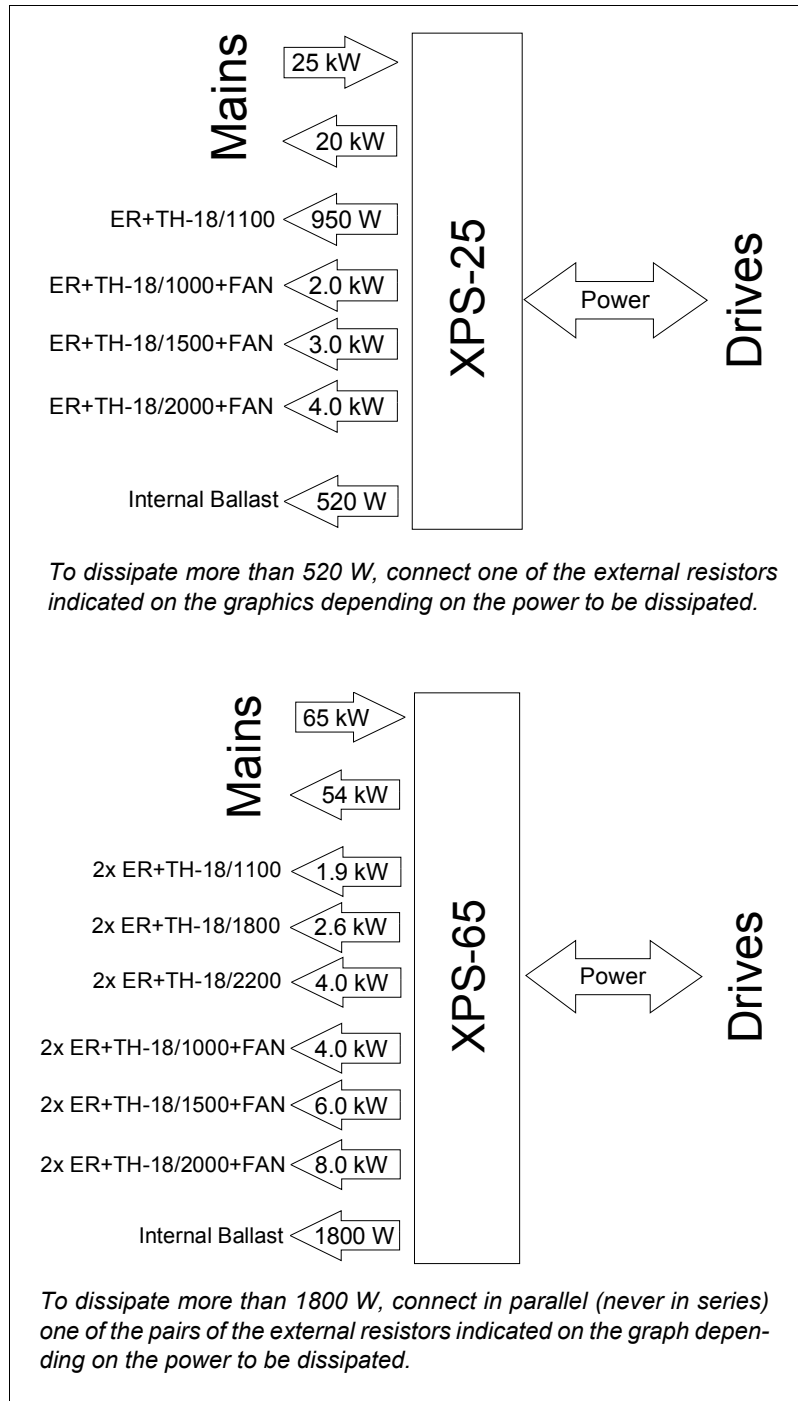 Mains
25 kW
20 kW
ER+TH-18/1100
950 W
ER+TH-18/1000+FAN
2.0 kW
ER+TH-18/1500+FAN
3.0 kW
ER+TH-18/2000+FAN
4.0 kW
Internal Ballast
520 W
XPS-25
Power
Drives
To dissipate more than 520 W, connect one of the external resistors
indicated on the graphics depending on the power to be dissipated.
Mains
65 kW
54 kW
2x ER+TH-18/1100
1.9 kW
2x ER+TH-18/1800
2.6 kW
2x ER+TH-18/2200
4.0 kW
2x ER+TH-18/1000+FAN
4.0 kW
2x ER+TH-18/1500+FAN
6.0 kW
2x ER+TH-18/2000+FAN
8.0 kW
Internal Ballast
1800 W
XPS-65
Power
Drives
To dissipate more than 1800 W, connect in parallel (never in series)
one of the pairs of the external resistors indicated on the graph depen-
ding on the power to be dissipated.